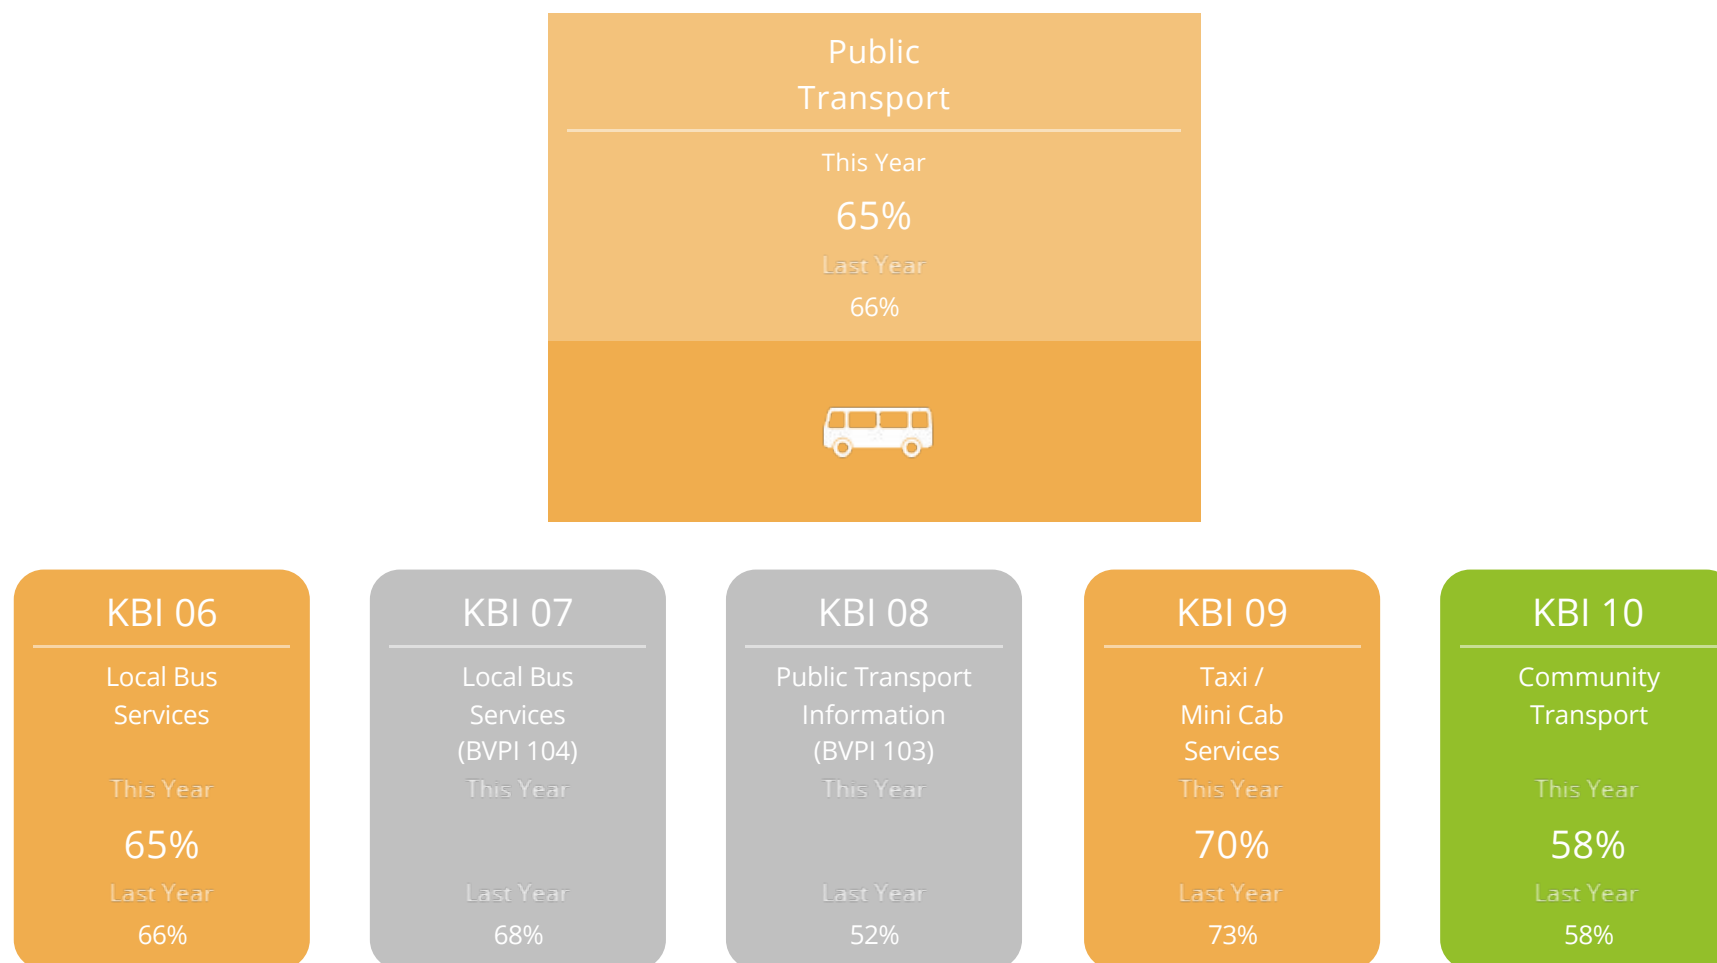 Public
Transport
This Year
65%
Last Year
66%
KBI 06
Local Bus
Services
This Year
65%
Last Year
66%
KBI 07
Local Bus
Services
(BVPI 104)
This Year
Last Year
68%
KBI 08
Public Transport
Information
(BVPI 103)
This Year
Last Year
52%
KBI 09
Taxi /
Mini Cab
Services
This Year
70%
Last Year
73%
KBI 10
Community
Transport
This Year
58%
Last Year
58%